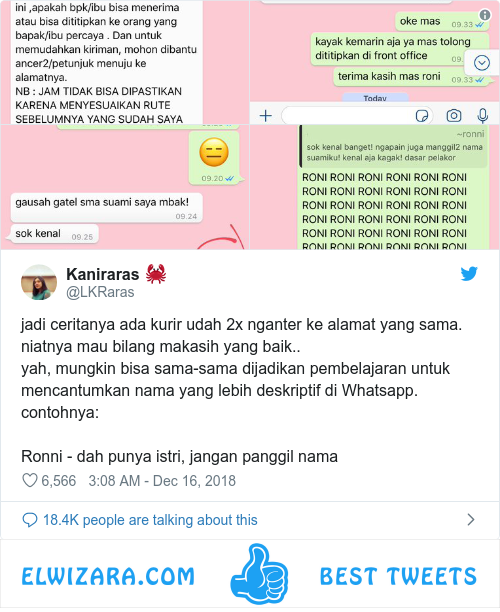 ini ,apakah bpk/ibu bisa menerima
atau bisa dititipkan ke orang yang
bapak/ibu percaya . Dan untuk
memudahkan kiriman, mohon dibantu
ancer2/petunjuk menuju ke
alamatnya.
NB : JAM TIDAK BISA DIPASTIKAN
KARENA MENYESUAIKAN RUTE
SEBELUMNYA YANG SUDAH SAYA
oke mas 09.33
kayak kemarin aja ya mas tolong
dititipkan di front office 09.
terima kasih mas roni 09.33
Today
09.20
gausah gatel sma suami saya mbak!
09.24
sok kenal 09.25
~ronni
sok kenal banget! ngapain juga manggil2 nama
suamiku! kenal aja kagak! dasar pelakor
RONI RONI RONI RONI RONI RONI
RONI RONI RONI RONI RONI RONI
RONI RONI RONI RONI RONI RONI
RONI RONI RONI RONI RONI RONI
RONI RONI RONI RONI RONI RONI
RONI RONI RONI RONI RONI RONI
Kaniraras
@LKRaras
jadi ceritanya ada kurir udah 2x nganter ke alamat yang sama.
niatnya mau bilang makasih yang baik..
yah, mungkin bisa sama-sama dijadikan pembelajaran untuk
mencantumkan nama yang lebih deskriptif di Whatsapp.
contohnya:
Ronni - dah punya istri, jangan panggil nama
6,566 3:08 AM - Dec 16, 2018
18.4K people are talking about this
ELWIZARA.COM BEST TWEETS